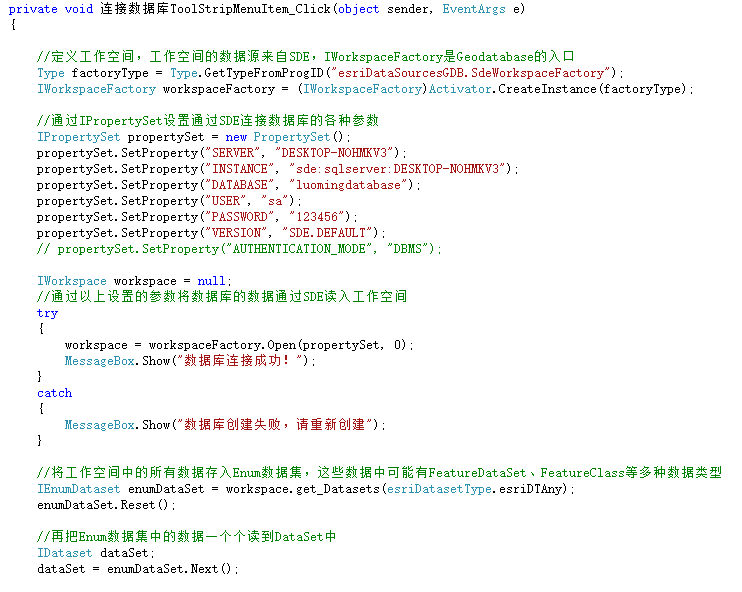 private void 连接数据库ToolStripMenuItem_Click(object sender, EventArgs e)
{
//定义工作空间，工作空间的数据源来自SDE，IWorkspaceFactory是Geodatabase的入口
Type factoryType = Type.GetTypeFromProgID("esriDataSourcesGDB.SdeWorkspaceFactory");
IWorkspaceFactory workspaceFactory = (IWorkspaceFactory)Activator.CreateInstance(factoryType);
//通过IPropertySet设置通过SDE连接数据库的各种参数
IPropertySet propertySet = new PropertySet();
propertySet.SetProperty("SERVER", "DESKTOP-NOHMKV3");
propertySet.SetProperty("INSTANCE", "sde:sqlserver:DESKTOP-NOHMKV3");
propertySet.SetProperty("DATABASE", "luomingdatabase");
propertySet.SetProperty("USER", "sa");
propertySet.SetProperty("PASSWORD", "123456");
propertySet.SetProperty("VERSION", "SDE.DEFAULT");
// propertySet.SetProperty("AUTHENTICATION_MODE", "DBMS");
IWorkspace workspace = null;
//通过以上设置的参数将数据库的数据通过SDE读入工作空间
try
{
workspace = workspaceFactory.Open(propertySet, 0);
MessageBox.Show("数据库连接成功！");
}
catch
{
MessageBox.Show("数据库创建失败，请重新创建");
}
//将工作空间中的所有数据存入Enum数据集，这些数据中可能有FeatureDataSet、FeatureClass等多种数据类型
IEnumDataset enumDataSet = workspace.get_Datasets(esriDatasetType.esriDTAny);
enumDataSet.Reset();
//再把Enum数据集中的数据一个个读到DataSet中
IDataset dataSet;
dataSet = enumDataSet.Next();